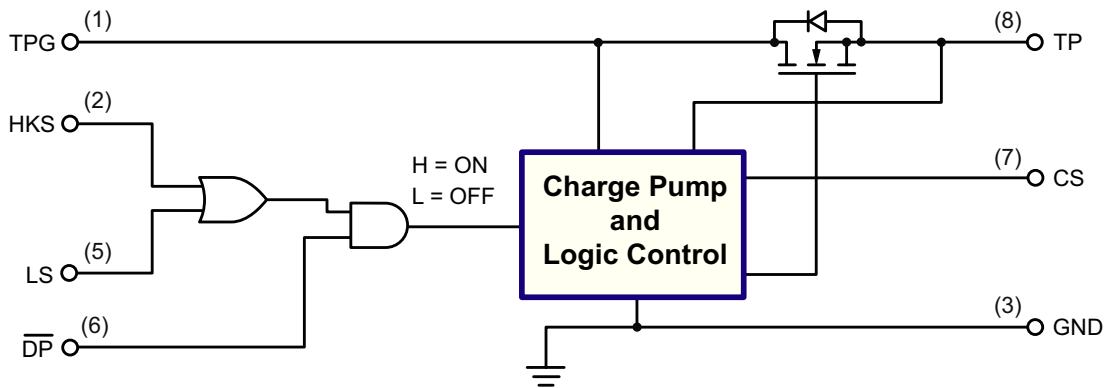 TPG (1)
(8) TP
(2)
HKS
H = ON
L = OFF
Charge Pump
and
Logic Control
(7)
CS
(5)
LS
(6)
D̅P̅
(3)
GND